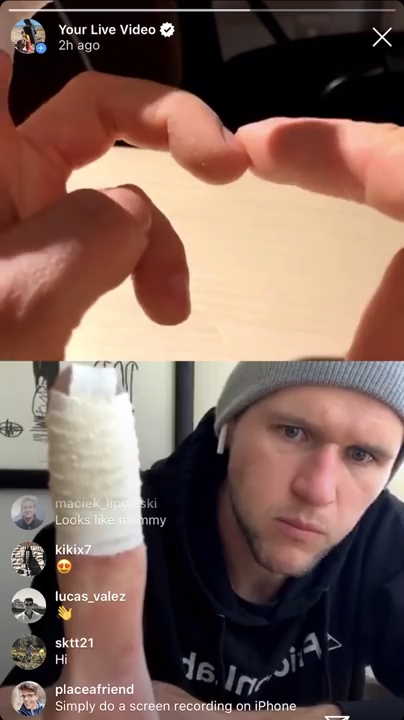 Your Live Video
2h ago
Looks like mummy
kikix7
😍
lucas_valez
👋
sktt21
Hi
placeafriend
Simply do a screen recording on iPhone